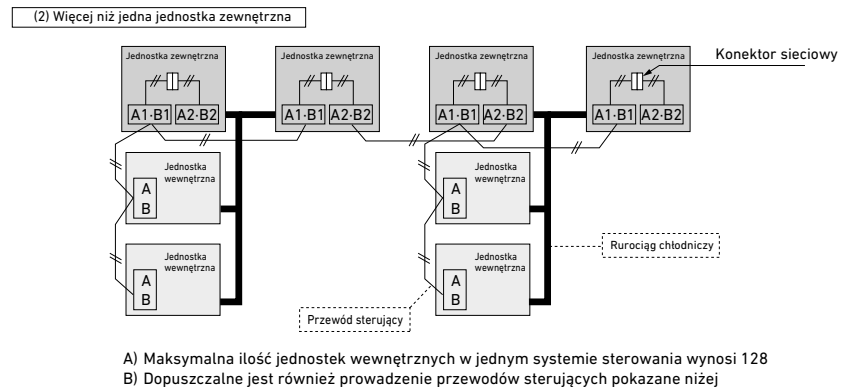 (2) Więcej niż jedna jednostka zewnętrzna
Jednostka zewnętrzna
Jednostka zewnętrzna
Jednostka zewnętrzna
Jednostka zewnętrzna
Konektor sieciowy
A1·B1 A2·B2
A1·B1 A2·B2
A1·B1 A2·B2
A1·B1 A2·B2
Jednostka
wewnętrzna
A
B
Jednostka
wewnętrzna
A
B
Jednostka
wewnętrzna
A
B
Jednostka
wewnętrzna
A
B
Rurociąg chłodniczy
Przewód sterujący
A) Maksymalna ilość jednostek wewnętrznych w jednym systemie sterowania wynosi 128
B) Dopuszczalne jest również prowadzenie przewodów sterujących pokazane niżej